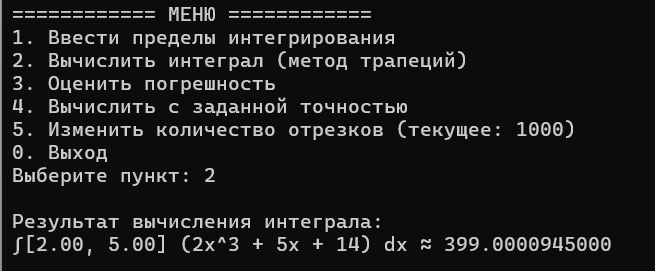 ============ МЕНЮ ============
1. Ввести пределы интегрирования
2. Вычислить интеграл (метод трапеций)
3. Оценить погрешность
4. Вычислить с заданной точностью
5. Изменить количество отрезков (текущее: 1000)
0. Выход
Выберите пункт: 2
Результат вычисления интеграла:
∫[2.00, 5.00] (2x^3 + 5x + 14) dx ≈ 399.0000945000